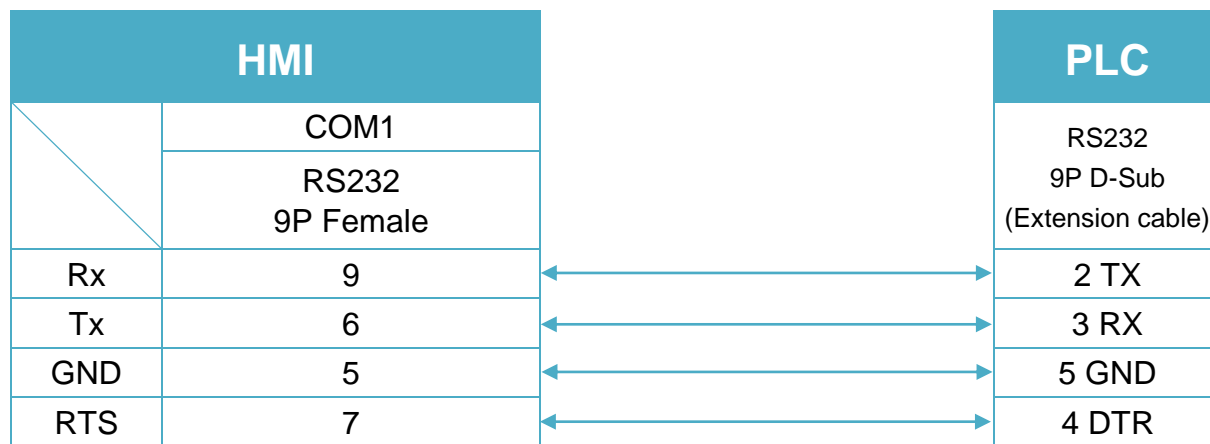 HMI
PLC
COM1
RS232
9P Female
RS232
9P D-Sub
(Extension cable)
Rx 9 2 TX
Tx 6 3 RX
GND 5 5 GND
RTS 7 4 DTR